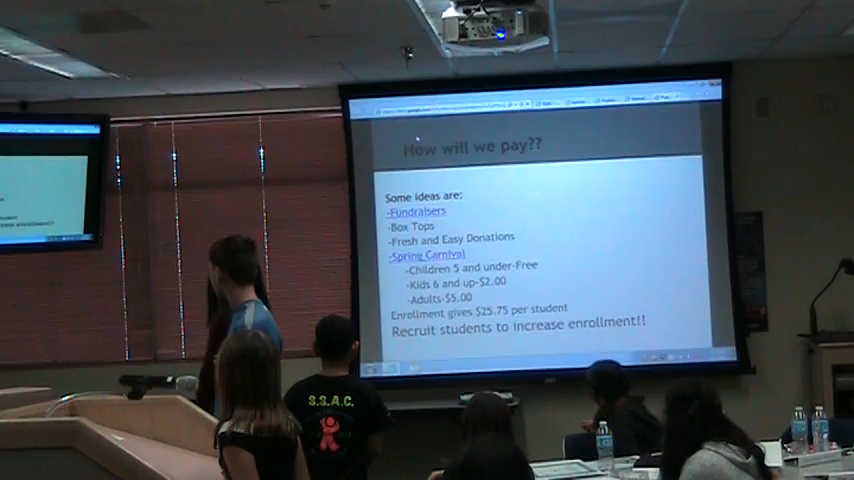 How will we pay??
Some ideas are:
-Fundraisers
-Box Tops
-Fresh and Easy Donations
-Spring Carnival
-Children 5 and under-Free
-Kids 6 and up-$2.00
-Adults-$5.00
Enrollment gives $25.75 per student
Recruit students to increase enrollment!!
S.S.A.C.